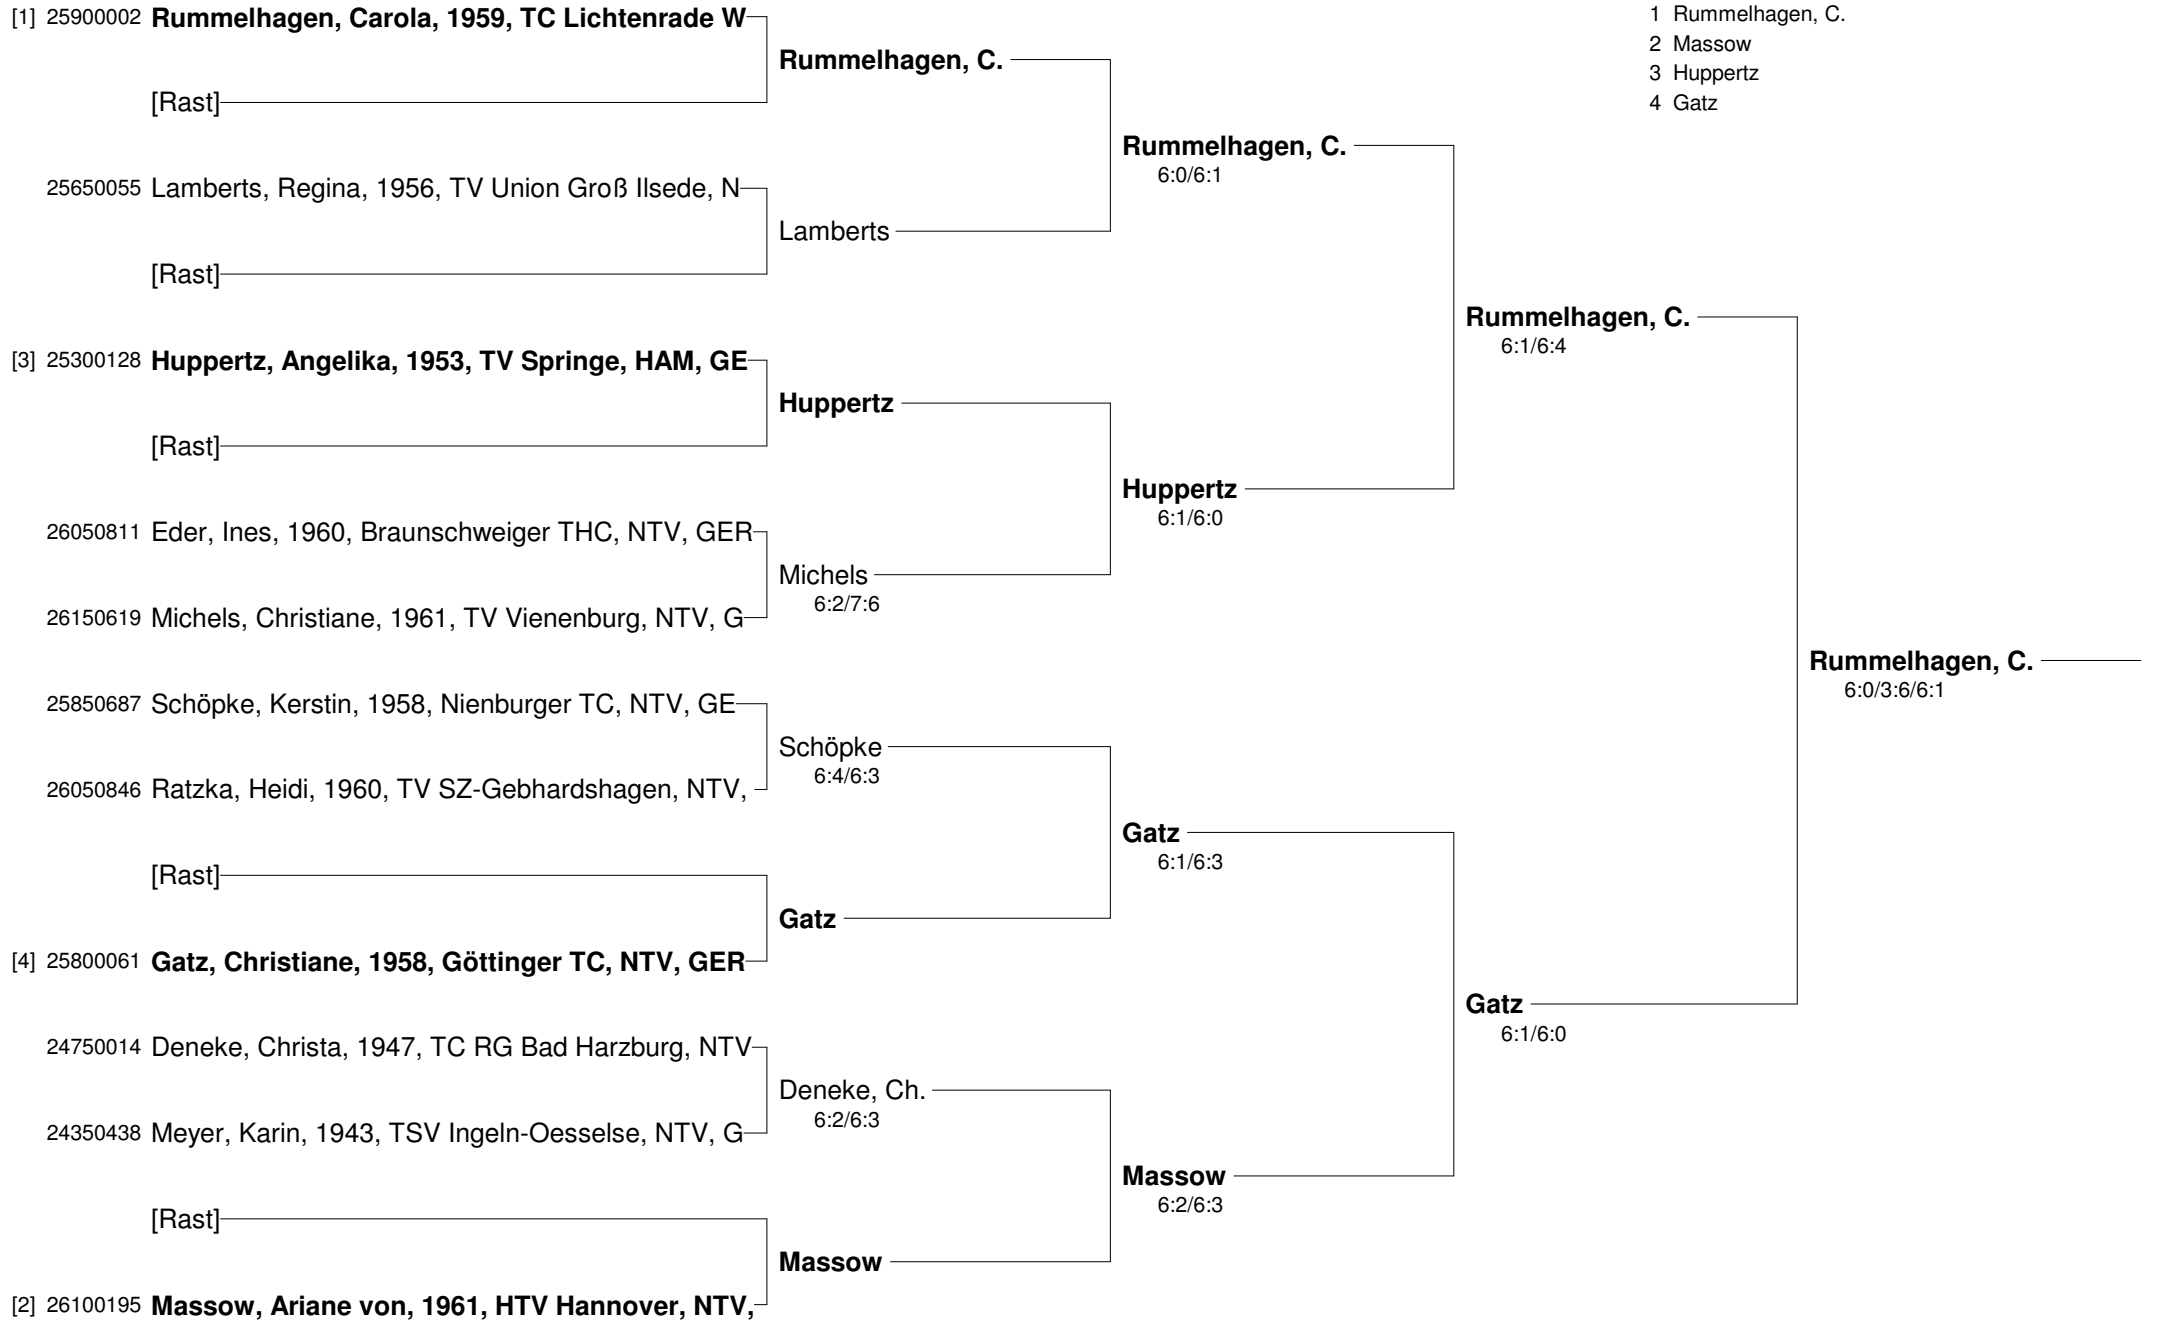 [1] 25900002 Rummelhagen, Carola, 1959, TC Lichtenrade W
[Rast]
25650055 Lamberts, Regina, 1956, TV Union Groß Ilsede, N
[Rast]
[3] 25300128 Huppertz, Angelika, 1953, TV Springe, HAM, GE
[Rast]
26050811 Eder, Ines, 1960, Braunschweiger THC, NTV, GER
26150619 Michels, Christiane, 1961, TV Vienenburg, NTV, G
25850687 Schöpke, Kerstin, 1958, Nienburger TC, NTV, GE
26050846 Ratzka, Heidi, 1960, TV SZ-Gebhardshagen, NTV,
[Rast]
[4] 25800061 Gatz, Christiane, 1958, Göttinger TC, NTV, GER
24750014 Deneke, Christa, 1947, TC RG Bad Harzburg, NTV
24350438 Meyer, Karin, 1943, TSV Ingeln-Oesselse, NTV, G
[Rast]
[2] 26100195 Massow, Ariane von, 1961, HTV Hannover, NTV,
Rummelhagen, C.
Lamberts
Huppertz
Michels
6:2/7:6
Schöpke
6:4/6:3
Gatz
Deneke, Ch.
6:2/6:3
Massow
Rummelhagen, C.
6:0/6:1
Huppertz
6:1/6:0
Gatz
6:1/6:3
Massow
6:2/6:3
Rummelhagen, C.
6:1/6:4
Gatz
6:1/6:0
Rummelhagen, C.
6:0/3:6/6:1
1 Rummelhagen, C.
2 Massow
3 Huppertz
4 Gatz